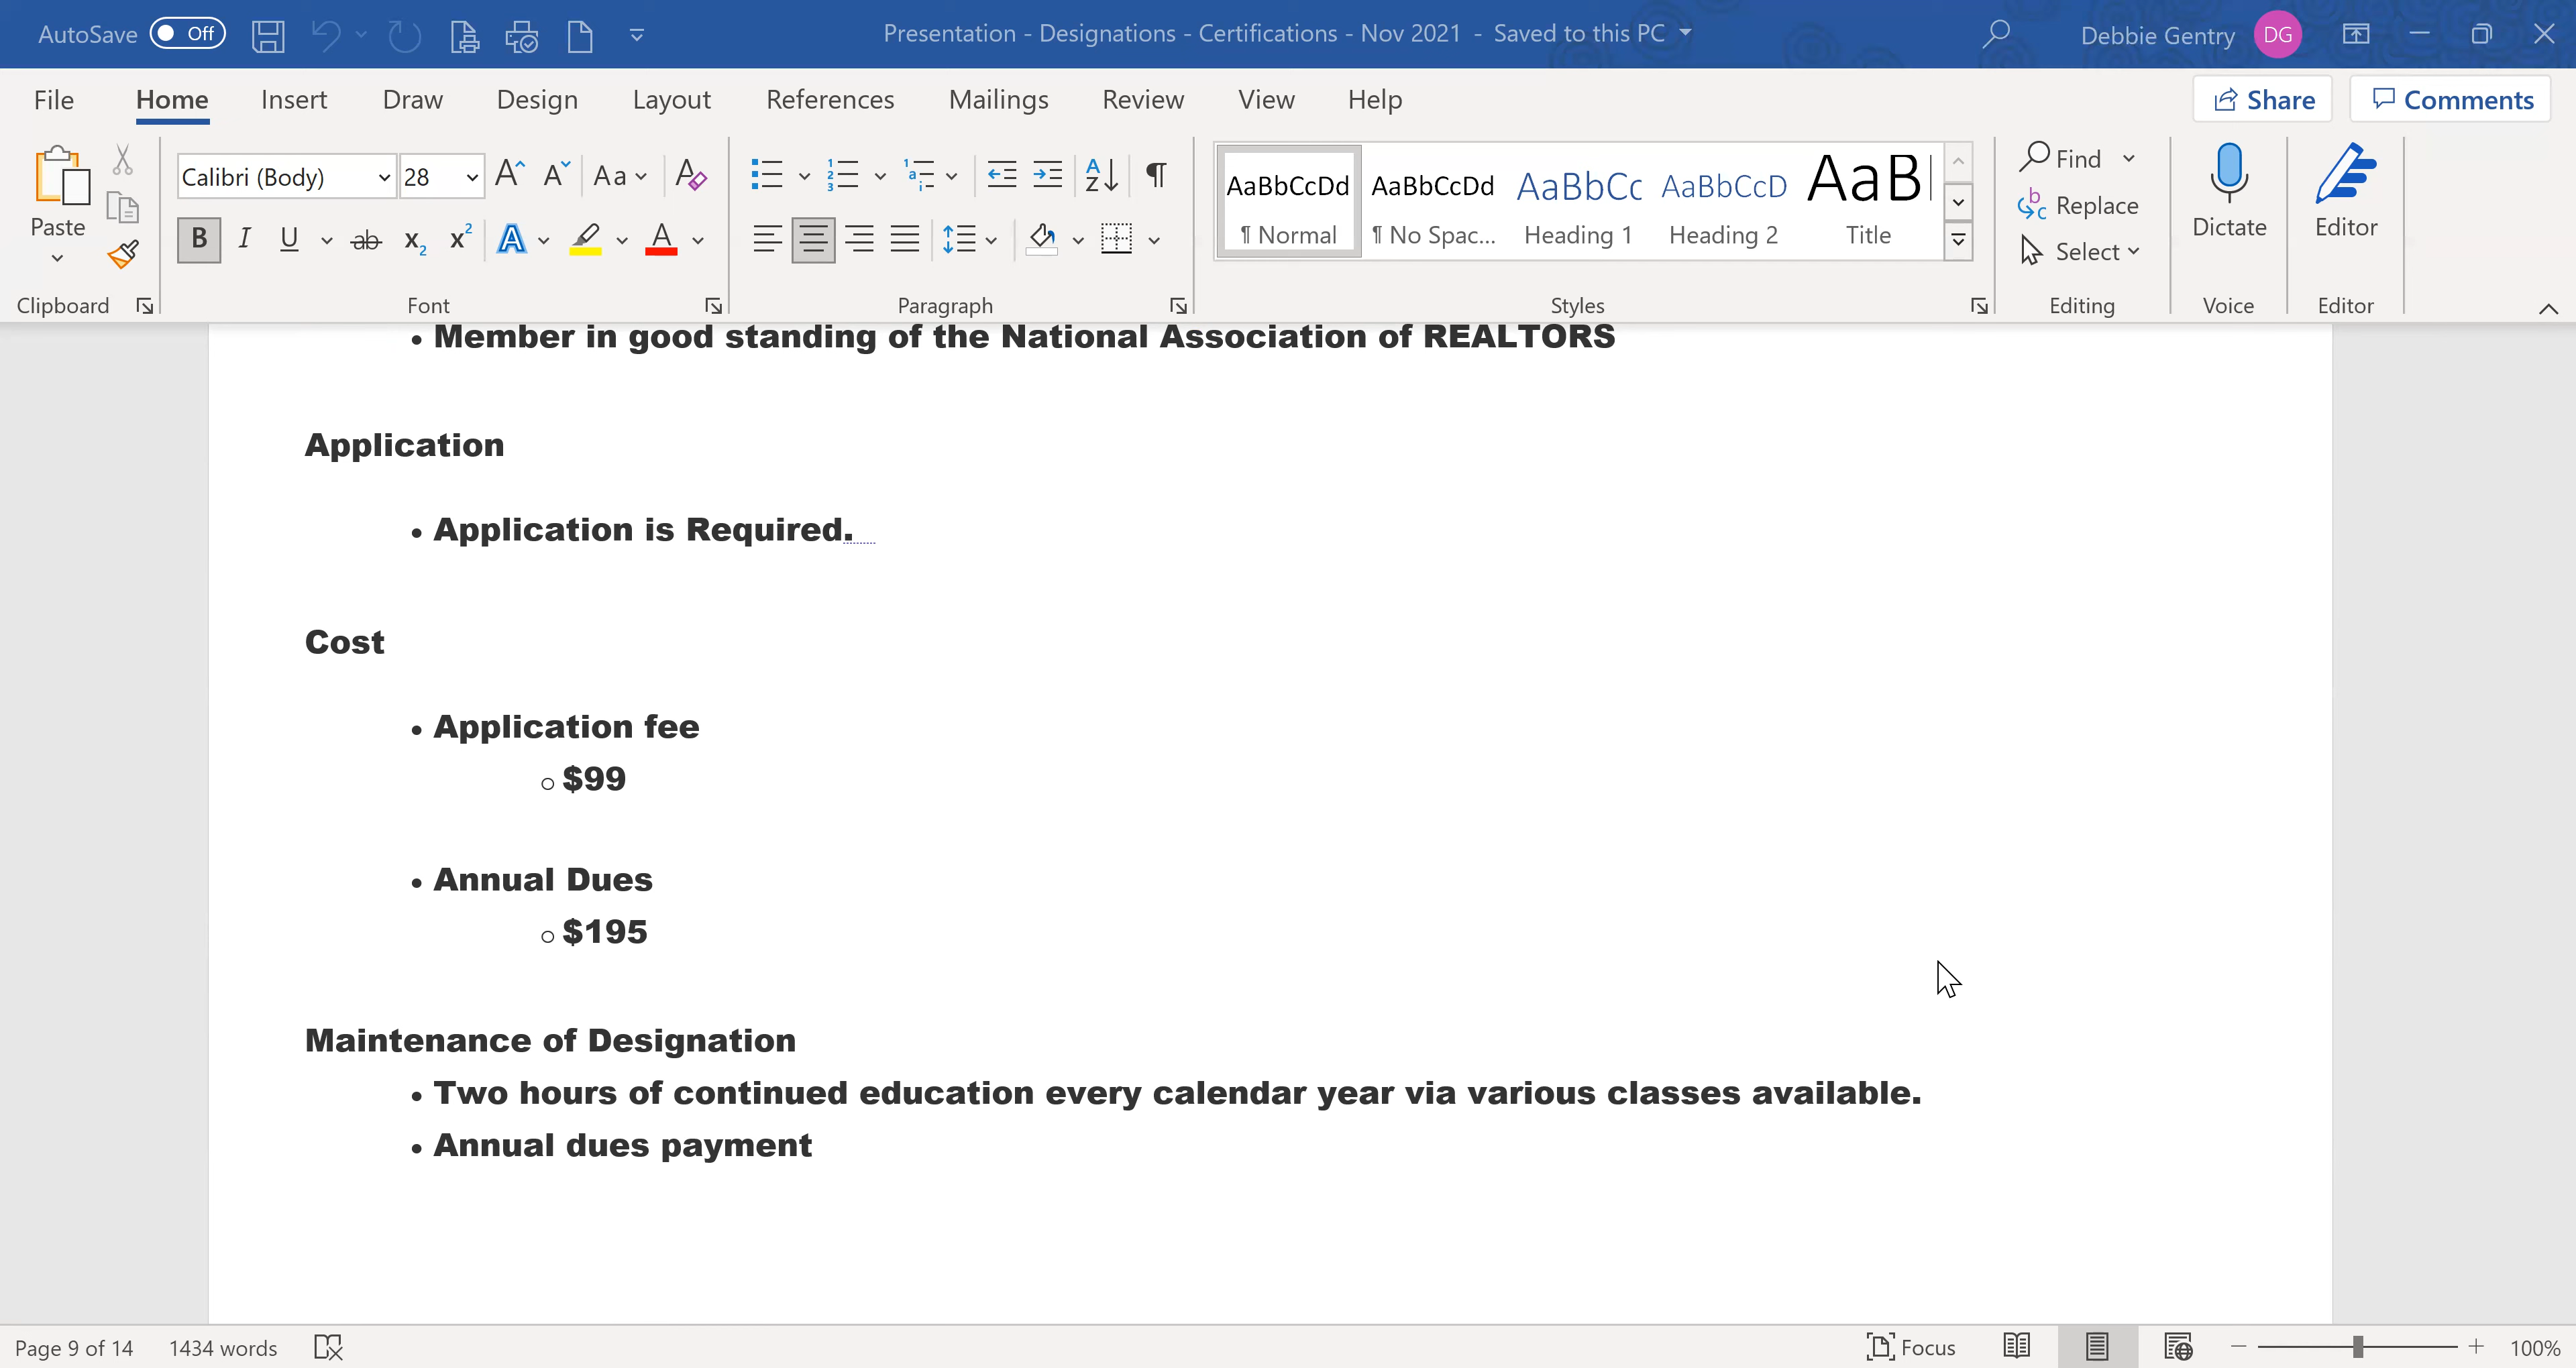 AutoSave Off Presentation - Designations - Certifications - Nov 2021 - Saved to this PC Debbie Gentry DG
File Home Insert Draw Design Layout References Mailings Review View Help Share Comments
Paste
Calibri (Body) 28 Aa
B I U ab x2 x2 A A
AaBbCcDd AaBbCcDd AaBbCc AaBbCcD AaB
¶ Normal ¶ No Spac... Heading 1 Heading 2 Title
Find
Replace
Select
Dictate Editor
Clipboard Font Paragraph Styles Editing Voice Editor
• Member in good standing of the National Association of REALTORS
Application
• Application is Required.
Cost
• Application fee
o $99
• Annual Dues
o $195
Maintenance of Designation
• Two hours of continued education every calendar year via various classes available.
• Annual dues payment
Page 9 of 14 1434 words Focus 100%